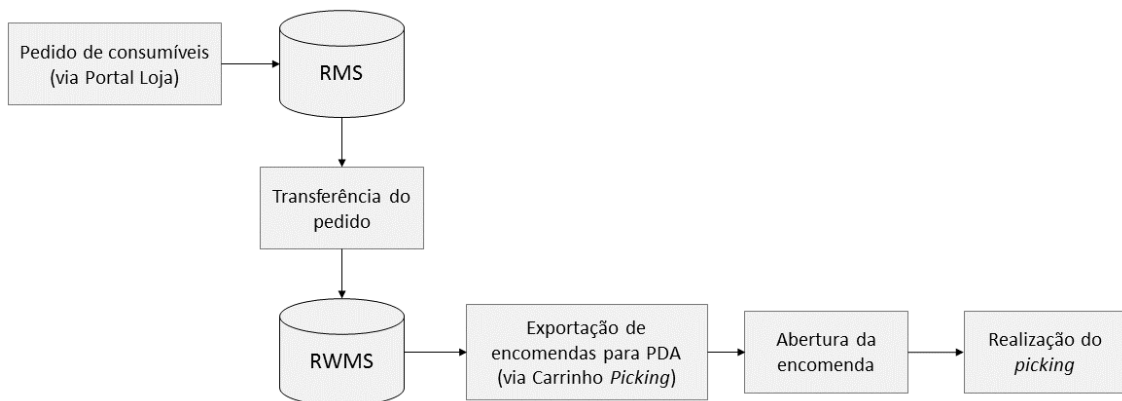 Pedido de consumíveis
(via Portal Loja)
RMS
Transferência do
pedido
RWMS
Exportação de
encomendas para PDA
(via Carrinho Picking)
Abertura da
encomenda
Realização do
picking